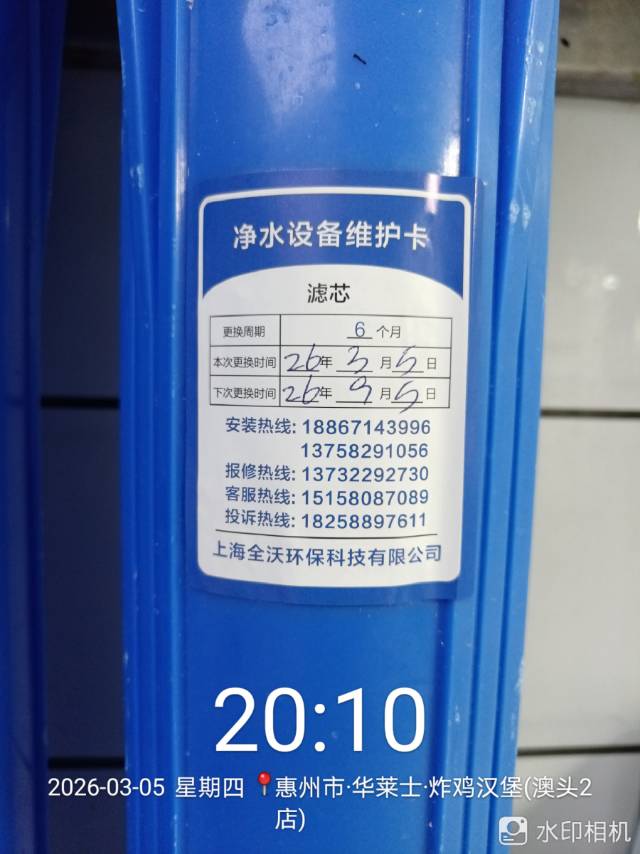 净水设备维护卡
滤芯
更换周期 6 个月
本次更换时间 26年 3 月 5 日
下次更换时间 26年 9 月 5 日
安装热线: 18867143996
13758291056
报修热线: 13732292730
客服热线: 15158087089
投诉热线: 18258897611
上海全沃环保科技有限公司
20:10
2026-03-05 星期四 惠州市·华莱士·炸鸡汉堡(澳头2
店)
水印相机